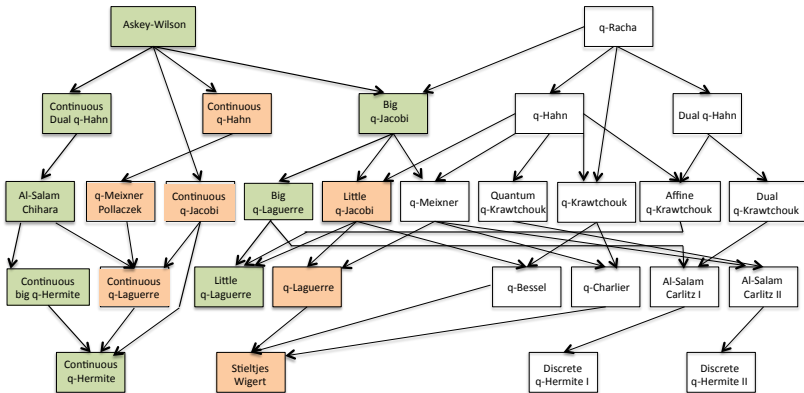 Askey-Wilson
q-Racha
Continuous
Dual q-Hahn
Continuous
q-Hahn
Big
q-Jacobi
q-Hahn
Dual q-Hahn
Al-Salam
Chihara
q-Meixner
Pollaczek
Continuous
q-Jacobi
Big
q-Laguerre
Little
q-Jacobi
q-Meixner
Quantum
q-Krawtchouk
q-Krawtchouk
Affine
q-Krawtchouk
Dual
q-Krawtchouk
Continuous
big q-Hermite
Continuous
q-Laguerre
Little
q-Laguerre
q-Laguerre
q-Bessel
q-Charlier
Al-Salam
Carlitz I
Al-Salam
Carlitz II
Continuous
q-Hermite
Stieltjes
Wigert
Discrete
q-Hermite I
Discrete
q-Hermite II